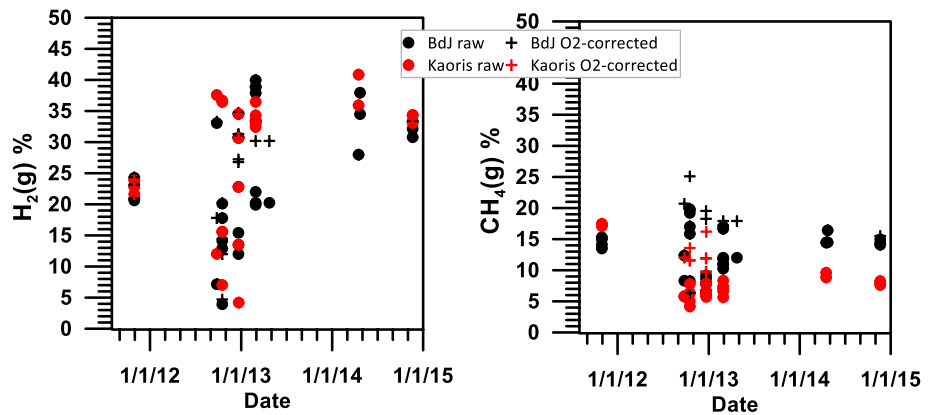 50
45
40
35
30
25
20
15
10
5
0
H2(g) %
1/1/12 1/1/13 1/1/14 1/1/15
Date
BdJ raw BdJ O2-corrected
Kaoris raw Kaoris O2-corrected
50
40
35
30
25
20
15
10
5
0
CH4(g) %
1/1/12 1/1/13 1/1/14 1/1/15
Date